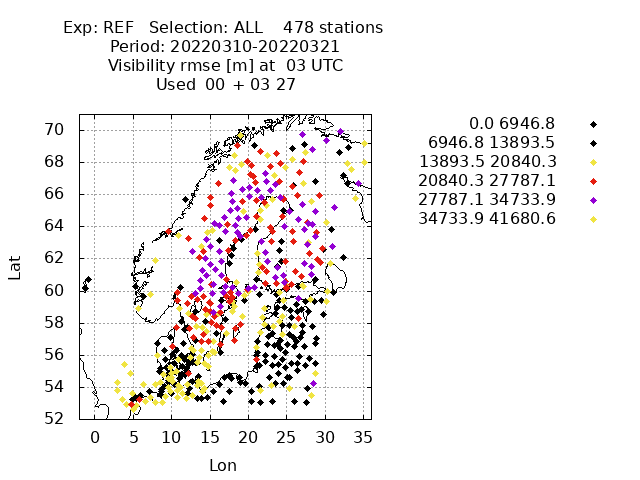 Exp: REF Selection: ALL 478 stations
Period: 20220310-20220321
Visibility rmse [m] at 03 UTC
Used 00 + 03 27
0.0 6946.8
6946.8 13893.5
13893.5 20840.3
20840.3 27787.1
27787.1 34733.9
34733.9 41680.6
70
68
66
64
62
60
58
56
54
52
Lat
0 5 10 15 20 25 30 35
Lon